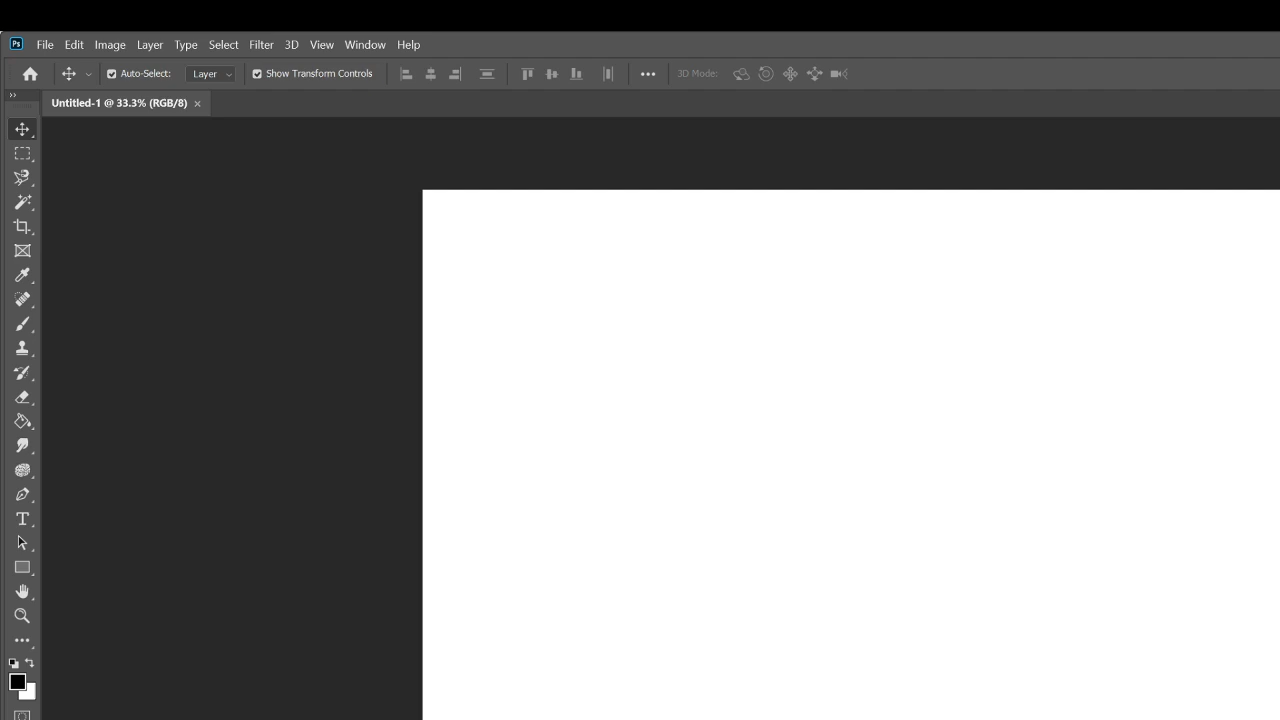 Ps File Edit Image Layer Type Select Filter 3D View Window Help
Auto-Select: Layer Show Transform Controls 3D Mode:
Untitled-1 @ 33.3% (RGB/8)